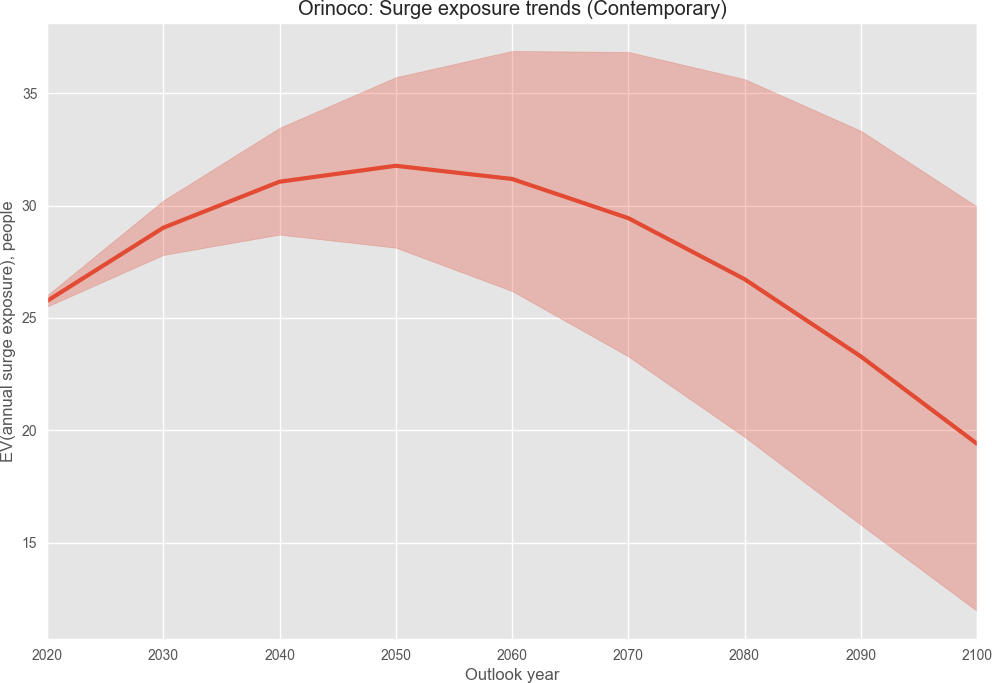 Orinoco: Surge exposure trends (Contemporary)
EV(annual surge exposure), people
35
30
25
20
15
2020 2030 2040 2050 2060 2070 2080 2090 2100
Outlook year